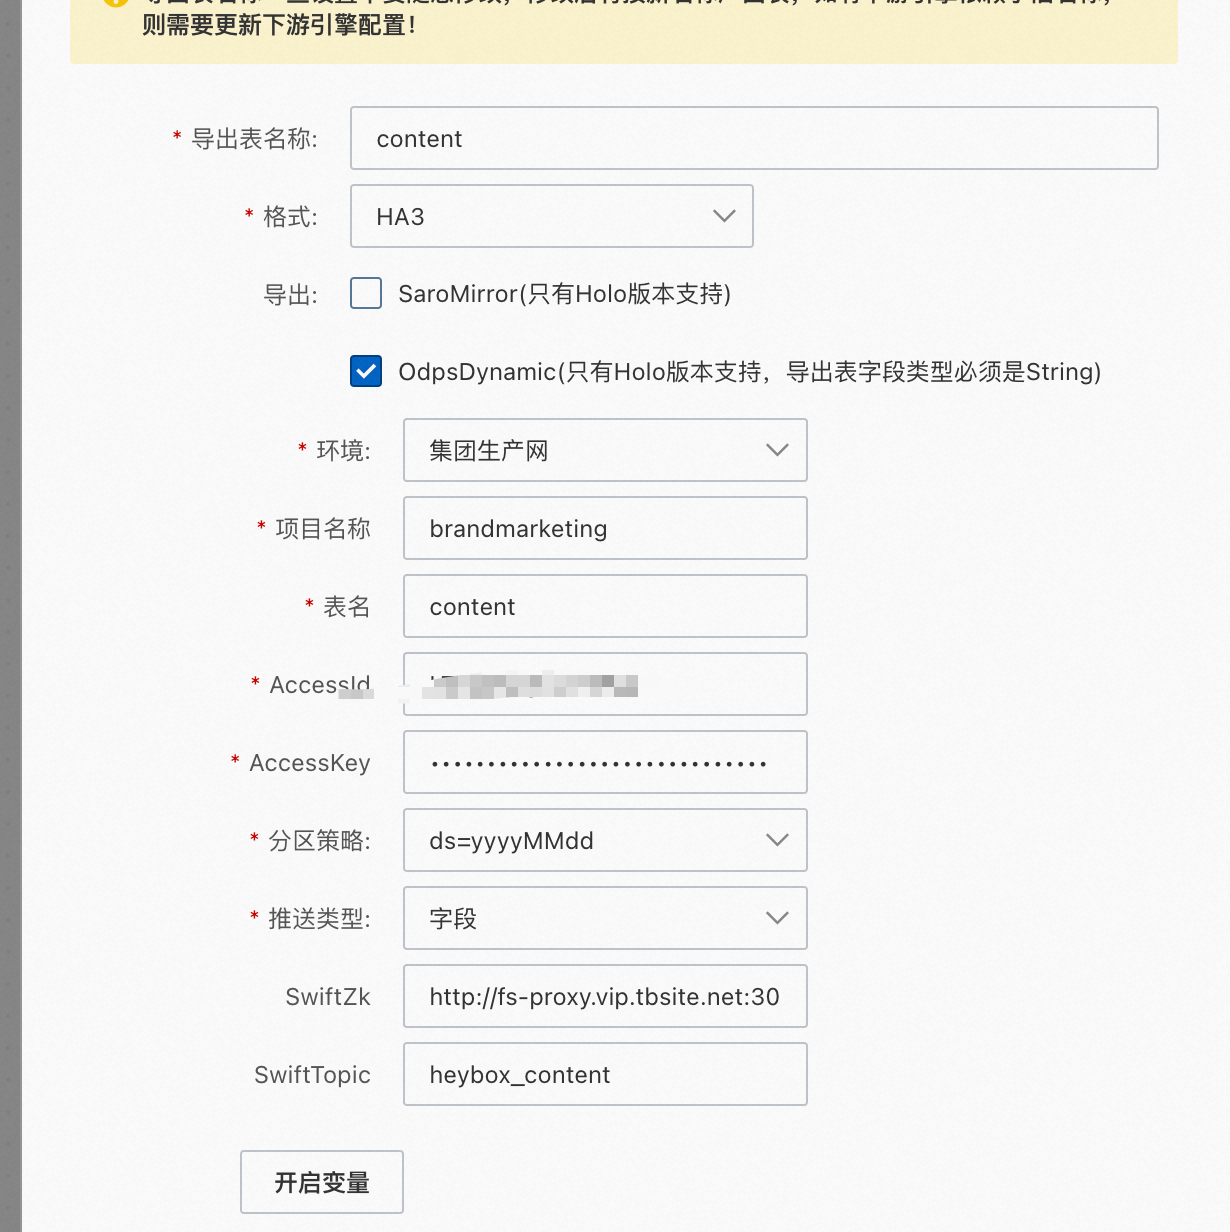 则需要更新下游引擎配置！
* 导出表名称: content
* 格式: HA3
导出: SaroMirror(只有Holo版本支持)
OdpsDynamic(只有Holo版本支持，导出表字段类型必须是String)
* 环境: 集团生产网
* 项目名称 brandmarketing
* 表名 content
* AccessId
* AccessKey ••••••••••••••••••••••••••••••
* 分区策略: ds=yyyyMMdd
* 推送类型: 字段
SwiftZk http://fs-proxy.vip.tbsite.net:30
SwiftTopic heybox_content
开启变量